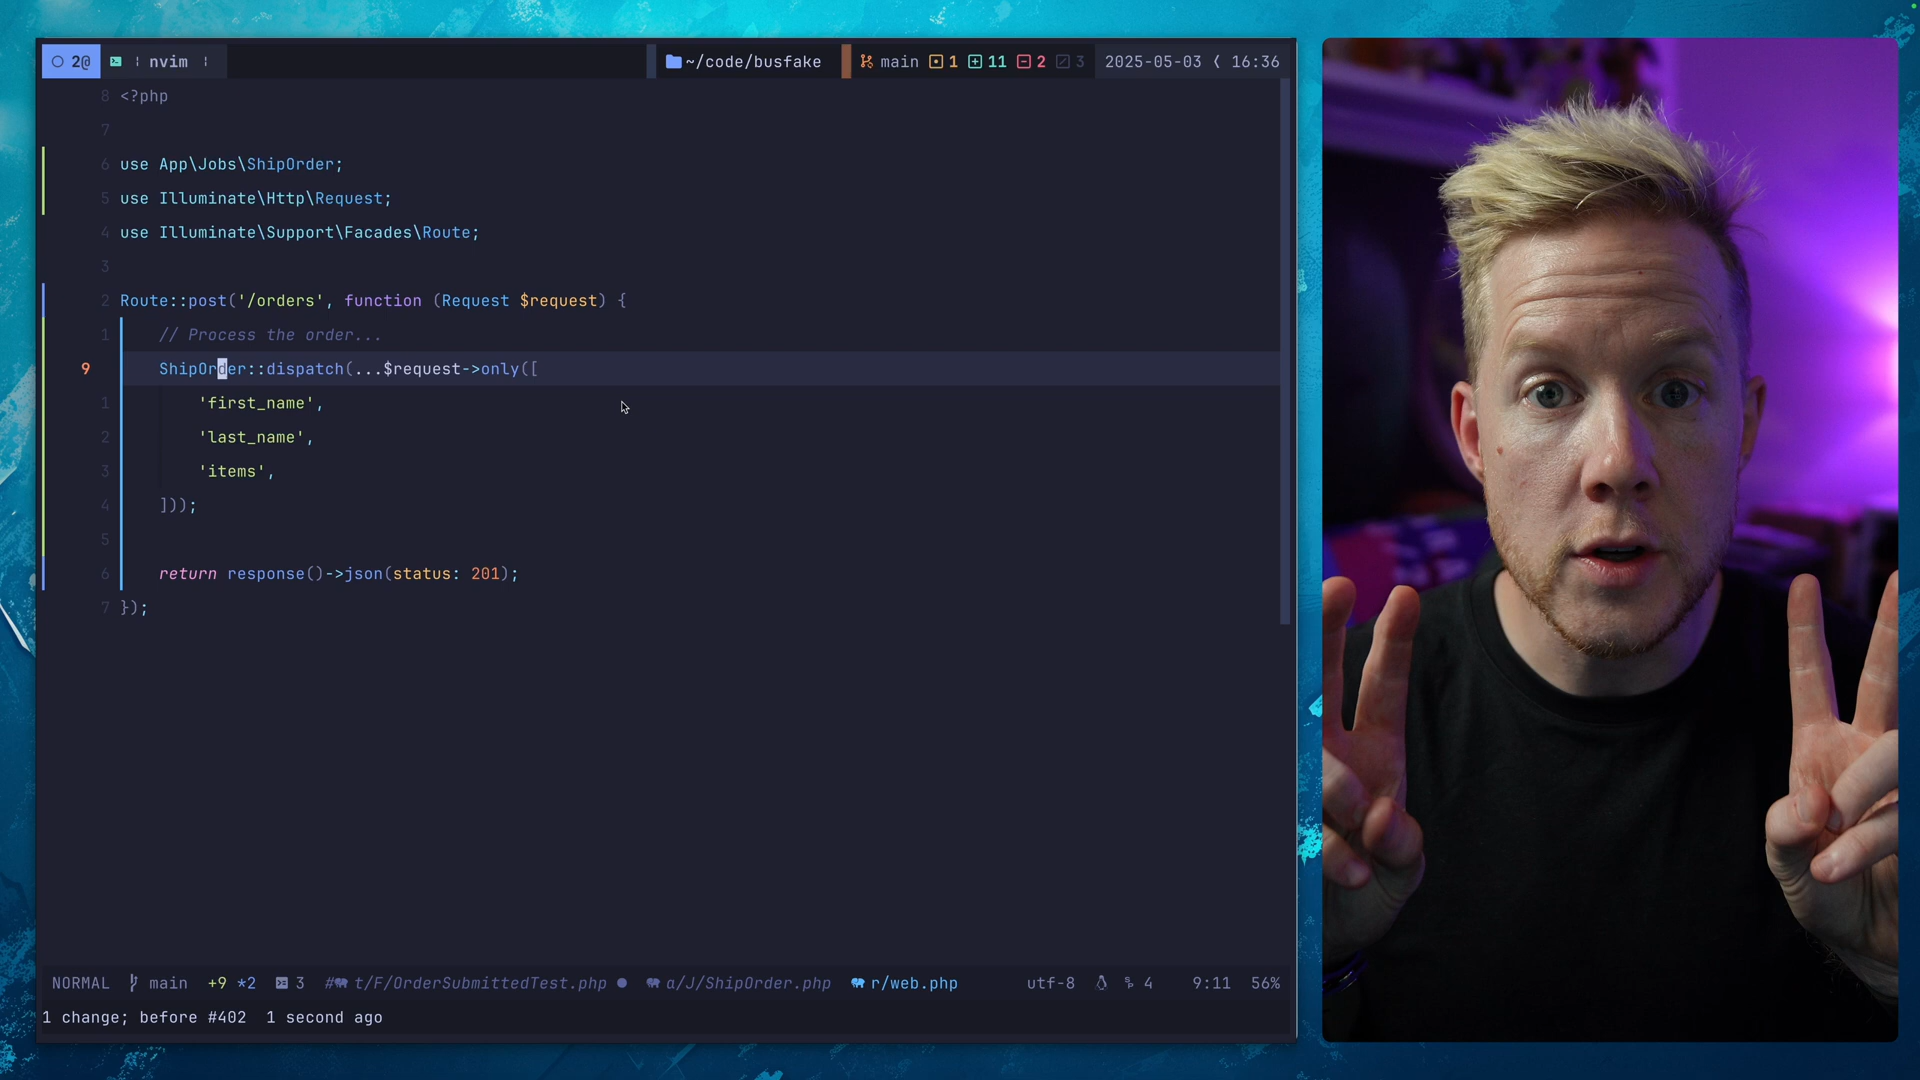 2@ nvim ~/code/busfake main 1 11 2 3 2025-05-03 16:36
8 <?php
7
6 use App\Jobs\ShipOrder;
5 use Illuminate\Http\Request;
4 use Illuminate\Support\Facades\Route;
3
2 Route::post('/orders', function (Request $request) {
1 // Process the order...
9 ShipOrder::dispatch(...$request->only([
1 'first_name',
2 'last_name',
3 'items',
4 ]));
5
6 return response()->json(status: 201);
7 });
NORMAL main +9 *2 3 # t/F/OrderSubmittedTest.php a/J/ShipOrder.php r/web.php utf-8 4 9:11 56%
1 change; before #402 1 second ago